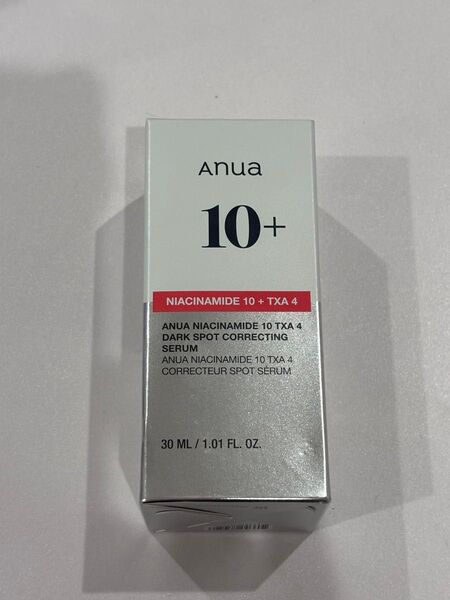 Anua
10+
NIACINAMIDE 10 + TXA 4
ANUA NIACINAMIDE 10 TXA 4
DARK SPOT CORRECTING
SERUM
ANUA NIACINAMIDE 10 TXA 4
CORRECTEUR SPOT SÉRUM
30 ML / 1.01 FL. OZ.